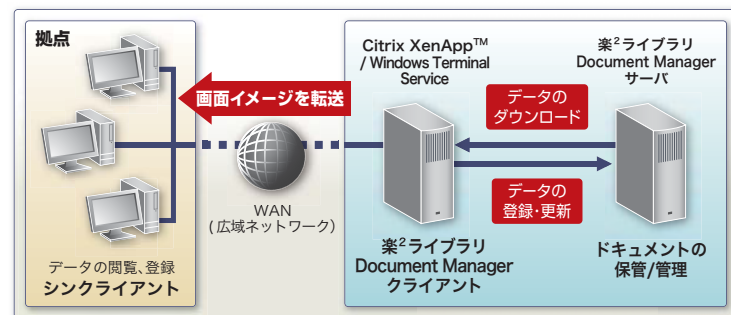 拠点
データの閲覧、登録
シンクライアント
画面イメージを転送
WAN
(広域ネットワーク)
Citrix XenApp™
/ Windows Terminal
Service
楽²ライブラリ
Document Manager
クライアント
データの
ダウンロード
データの
登録・更新
楽²ライブラリ
Document Manager
サーバ
ドキュメントの
保管/管理